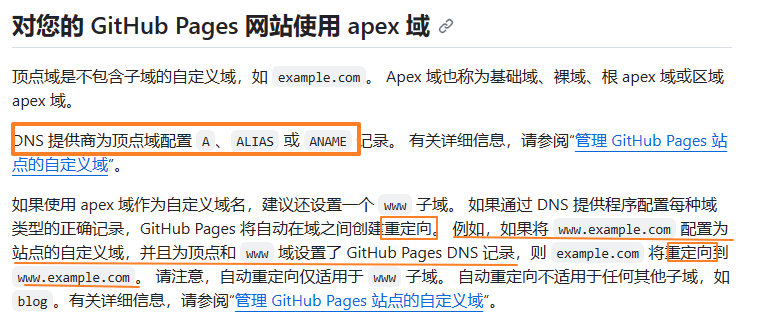 对您的 GitHub Pages 网站使用 apex 域
顶点域是不包含子域的自定义域，如 example.com。 Apex 域也称为基础域、裸域、根 apex 域或区域
apex 域。
DNS 提供商为顶点域配置 A、ALIAS 或 ANAME 记录。 有关详细信息，请参阅“管理 GitHub Pages 站
点的自定义域”。
如果使用 apex 域作为自定义域名，建议还设置一个 www 子域。 如果通过 DNS 提供程序配置每种域
类型的正确记录，GitHub Pages 将自动在域之间创建重定向。 例如，如果将 www.example.com 配置为
站点的自定义域，并且为顶点和 www 域设置了 GitHub Pages DNS 记录，则 example.com 将重定向到
www.example.com。 请注意，自动重定向仅适用于 www 子域。 自动重定向不适用于任何其他子域，如
blog。有关详细信息，请参阅“管理 GitHub Pages 站点的自定义域”。